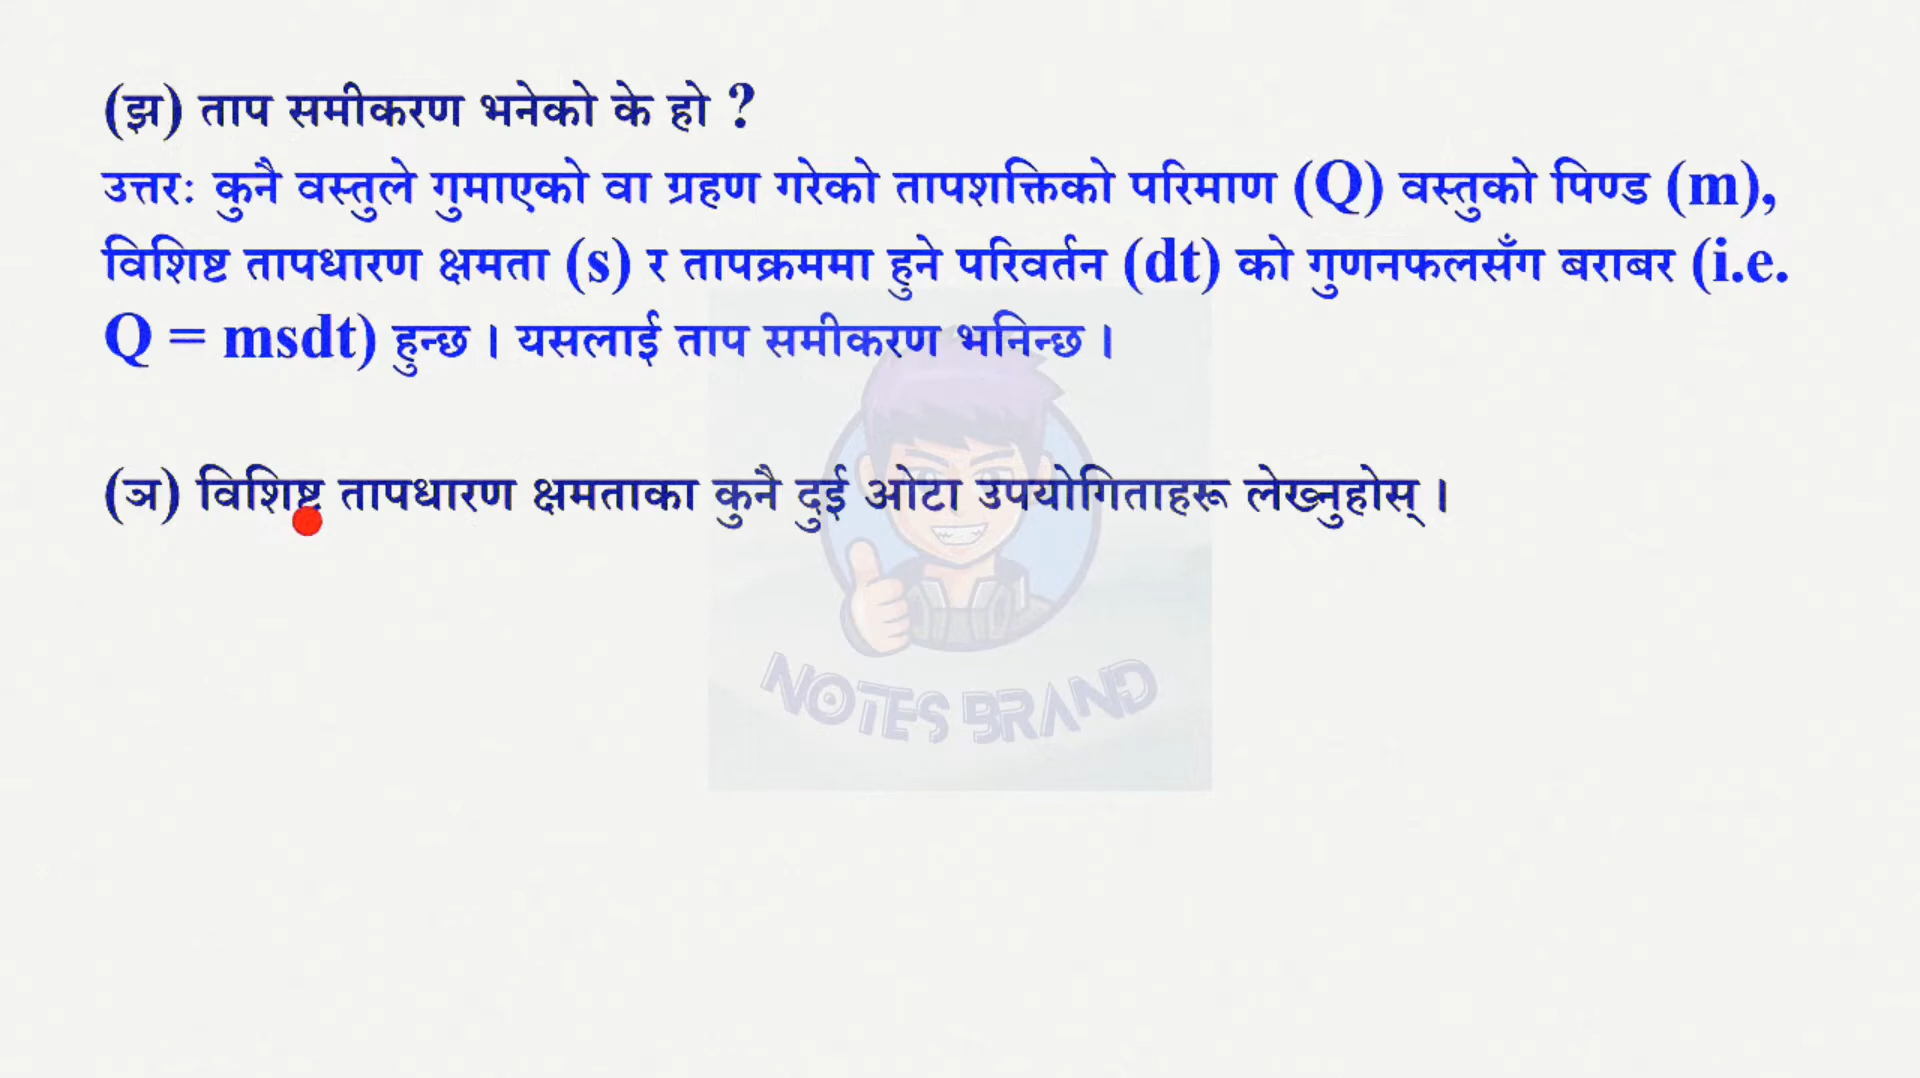 (झ) ताप समीकरण भनेको के हो ?
उत्तरः कुनै वस्तुले गुमाएको वा ग्रहण गरेको तापशक्तिको परिमाण (Q) वस्तुको पिण्ड (m),
विशिष्ट तापधारण क्षमता (s) र तापक्रममा हुने परिवर्तन (dt) को गुणनफलसँग बराबर (i.e.
Q = msdt) हुन्छ । यसलाई ताप समीकरण भनिन्छ ।
(ञ) विशिष्ट तापधारण क्षमताका कुनै दुई ओटा उपयोगिताहरू लेख्नुहोस् ।
NOTES BRAND